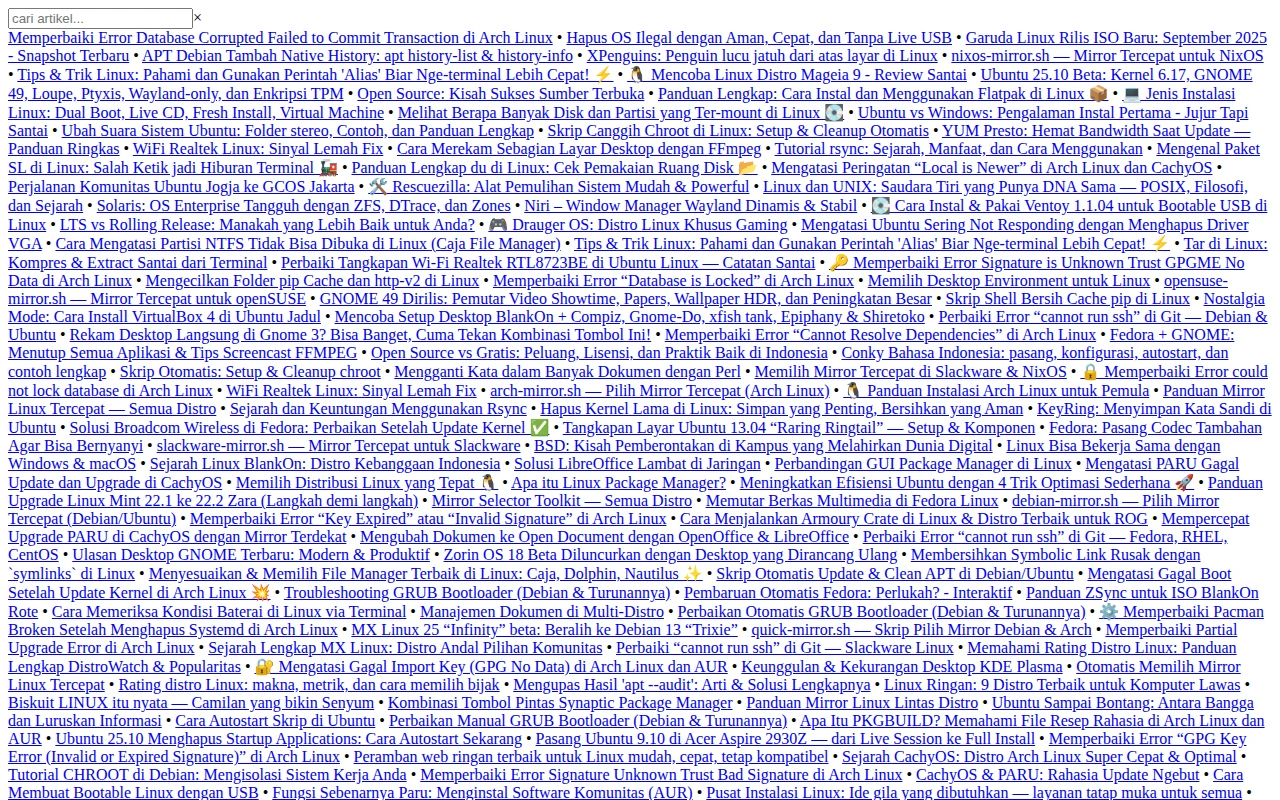 cari artikel... ×
Memperbaiki Error Database Corrupted Failed to Commit Transaction di Arch Linux • Hapus OS Ilegal dengan Aman, Cepat, dan Tanpa Live USB • Garuda Linux Rilis ISO Baru: September 2025
- Snapshot Terbaru • APT Debian Tambah Native History: apt history-list & history-info • XPenguins: Penguin lucu jatuh dari atas layar di Linux • nixos-mirror.sh — Mirror Tercepat untuk NixOS
• Tips & Trik Linux: Pahami dan Gunakan Perintah 'Alias' Biar Nge-terminal Lebih Cepat! ⚡ • 🐧 Mencoba Linux Distro Mageia 9 - Review Santai • Ubuntu 25.10 Beta: Kernel 6.17, GNOME
49, Loupe, Ptyxis, Wayland-only, dan Enkripsi TPM • Open Source: Kisah Sukses Sumber Terbuka • Panduan Lengkap: Cara Instal dan Menggunakan Flatpak di Linux 📦 • 💻 Jenis Instalasi
Linux: Dual Boot, Live CD, Fresh Install, Virtual Machine • Melihat Berapa Banyak Disk dan Partisi yang Ter-mount di Linux 💽 • Ubuntu vs Windows: Pengalaman Instal Pertama - Jujur Tapi
Santai • Ubah Suara Sistem Ubuntu: Folder stereo, Contoh, dan Panduan Lengkap • Skrip Canggih Chroot di Linux: Setup & Cleanup Otomatis • YUM Presto: Hemat Bandwidth Saat Update —
Panduan Ringkas • WiFi Realtek Linux: Sinyal Lemah Fix • Cara Merekam Sebagian Layar Desktop dengan FFmpeg • Tutorial rsync: Sejarah, Manfaat, dan Cara Menggunakan • Mengenal Paket
SL di Linux: Salah Ketik jadi Hiburan Terminal 🚂 • Panduan Lengkap du di Linux: Cek Pemakaian Ruang Disk 📂 • Mengatasi Peringatan “Local is Newer” di Arch Linux dan CachyOS •
Perjalanan Komunitas Ubuntu Jogja ke GCOS Jakarta • 🛠️ Rescuezilla: Alat Pemulihan Sistem Mudah & Powerful • Linux dan UNIX: Saudara Tiri yang Punya DNA Sama — POSIX, Filosofi,
dan Sejarah • Solaris: OS Enterprise Tangguh dengan ZFS, DTrace, dan Zones • Niri – Window Manager Wayland Dinamis & Stabil • 💽 Cara Instal & Pakai Ventoy 1.1.04 untuk Bootable USB di
Linux • LTS vs Rolling Release: Manakah yang Lebih Baik untuk Anda? • 🎮 Drauger OS: Distro Linux Khusus Gaming • Mengatasi Ubuntu Sering Not Responding dengan Menghapus Driver
VGA • Cara Mengatasi Partisi NTFS Tidak Bisa Dibuka di Linux (Caja File Manager) • Tips & Trik Linux: Pahami dan Gunakan Perintah 'Alias' Biar Nge-terminal Lebih Cepat! ⚡ • Tar di Linux:
Kompres & Extract Santai dari Terminal • Perbaiki Tangkapan Wi-Fi Realtek RTL8723BE di Ubuntu Linux — Catatan Santai • 🔑 Memperbaiki Error Signature is Unknown Trust GPGME No
Data di Arch Linux • Mengecilkan Folder pip Cache dan http-v2 di Linux • Memperbaiki Error “Database is Locked” di Arch Linux • Memilih Desktop Environment untuk Linux • opensuse-
mirror.sh — Mirror Tercepat untuk openSUSE • GNOME 49 Dirilis: Pemutar Video Showtime, Papers, Wallpaper HDR, dan Peningkatan Besar • Skrip Shell Bersih Cache pip di Linux • Nostalgia
Mode: Cara Install VirtualBox 4 di Ubuntu Jadul • Mencoba Setup Desktop BlankOn + Compiz, Gnome-Do, xfish tank, Epiphany & Shiretoko • Perbaiki Error “cannot run ssh” di Git — Debian &
Ubuntu • Rekam Desktop Langsung di Gnome 3? Bisa Banget, Cuma Tekan Kombinasi Tombol Ini! • Memperbaiki Error “Cannot Resolve Dependencies” di Arch Linux • Fedora + GNOME:
Menutup Semua Aplikasi & Tips Screencast FFMPEG • Open Source vs Gratis: Peluang, Lisensi, dan Praktik Baik di Indonesia • Conky Bahasa Indonesia: pasang, konfigurasi, autostart, dan
contoh lengkap • Skrip Otomatis: Setup & Cleanup chroot • Mengganti Kata dalam Banyak Dokumen dengan Perl • Memilih Mirror Tercepat di Slackware & NixOS • 🔒 Memperbaiki Error could
not lock database di Arch Linux • WiFi Realtek Linux: Sinyal Lemah Fix • arch-mirror.sh — Pilih Mirror Tercepat (Arch Linux) • 🐧 Panduan Instalasi Arch Linux untuk Pemula • Panduan Mirror
Linux Tercepat — Semua Distro • Sejarah dan Keuntungan Menggunakan Rsync • Hapus Kernel Lama di Linux: Simpan yang Penting, Bersihkan yang Aman • KeyRing: Menyimpan Kata Sandi di
Ubuntu • Solusi Broadcom Wireless di Fedora: Perbaikan Setelah Update Kernel ✅ • Tangkapan Layar Ubuntu 13.04 “Raring Ringtail” — Setup & Komponen • Fedora: Pasang Codec Tambahan
Agar Bisa Bernyanyi • slackware-mirror.sh — Mirror Tercepat untuk Slackware • BSD: Kisah Pemberontakan di Kampus yang Melahirkan Dunia Digital • Linux Bisa Bekerja Sama dengan
Windows & macOS • Sejarah Linux BlankOn: Distro Kebanggaan Indonesia • Solusi LibreOffice Lambat di Jaringan • Perbandingan GUI Package Manager di Linux • Mengatasi PARU Gagal
Update dan Upgrade di CachyOS • Memilih Distribusi Linux yang Tepat 🐧 • Apa itu Linux Package Manager? • Meningkatkan Efisiensi Ubuntu dengan 4 Trik Optimasi Sederhana 🚀 • Panduan
Upgrade Linux Mint 22.1 ke 22.2 Zara (Langkah demi langkah) • Mirror Selector Toolkit — Semua Distro • Memutar Berkas Multimedia di Fedora Linux • debian-mirror.sh — Pilih Mirror
Tercepat (Debian/Ubuntu) • Memperbaiki Error “Key Expired” atau “Invalid Signature” di Arch Linux • Cara Menjalankan Armoury Crate di Linux & Distro Terbaik untuk ROG • Mempercepat
Upgrade PARU di CachyOS dengan Mirror Terdekat • Mengubah Dokumen ke Open Document dengan OpenOffice & LibreOffice • Perbaiki Error “cannot run ssh” di Git — Fedora, RHEL,
CentOS • Ulasan Desktop GNOME Terbaru: Modern & Produktif • Zorin OS 18 Beta Diluncurkan dengan Desktop yang Dirancang Ulang • Membersihkan Symbolic Link Rusak dengan
`symlinks` di Linux • Menyesuaikan & Memilih File Manager Terbaik di Linux: Caja, Dolphin, Nautilus ✨ • Skrip Otomatis Update & Clean APT di Debian/Ubuntu • Mengatasi Gagal Boot
Setelah Update Kernel di Arch Linux 💥 • Troubleshooting GRUB Bootloader (Debian & Turunannya) • Pembaruan Otomatis Fedora: Perlukah? - Interaktif • Panduan ZSync untuk ISO BlankOn
Rote • Cara Memeriksa Kondisi Baterai di Linux via Terminal • Manajemen Dokumen di Multi-Distro • Perbaikan Otomatis GRUB Bootloader (Debian & Turunannya) • ⚙️ Memperbaiki Pacman
Broken Setelah Menghapus Systemd di Arch Linux • MX Linux 25 “Infinity” beta: Beralih ke Debian 13 “Trixie” • quick-mirror.sh — Skrip Pilih Mirror Debian & Arch • Memperbaiki Partial
Upgrade Error di Arch Linux • Sejarah Lengkap MX Linux: Distro Andal Pilihan Komunitas • Perbaiki “cannot run ssh” di Git — Slackware Linux • Memahami Rating Distro Linux: Panduan
Lengkap DistroWatch & Popularitas • 🔐 Mengatasi Gagal Import Key (GPG No Data) di Arch Linux dan AUR • Keunggulan & Kekurangan Desktop KDE Plasma • Otomatis Memilih Mirror
Linux Tercepat • Rating distro Linux: makna, metrik, dan cara memilih bijak • Mengupas Hasil 'apt --audit': Arti & Solusi Lengkapnya • Linux Ringan: 9 Distro Terbaik untuk Komputer Lawas •
Biskuit LINUX itu nyata — Camilan yang bikin Senyum • Kombinasi Tombol Pintas Synaptic Package Manager • Panduan Mirror Linux Lintas Distro • Ubuntu Sampai Bontang: Antara Bangga
dan Luruskan Informasi • Cara Autostart Skrip di Ubuntu • Perbaikan Manual GRUB Bootloader (Debian & Turunannya) • Apa Itu PKGBUILD? Memahami File Resep Rahasia di Arch Linux dan
AUR • Ubuntu 25.10 Menghapus Startup Applications: Cara Autostart Sekarang • Pasang Ubuntu 9.10 di Acer Aspire 2930Z — dari Live Session ke Full Install • Memperbaiki Error “GPG Key
Error (Invalid or Expired Signature)” di Arch Linux • Peramban web ringan terbaik untuk Linux mudah, cepat, tetap kompatibel • Sejarah CachyOS: Distro Arch Linux Super Cepat & Optimal •
Tutorial CHROOT di Debian: Mengisolasi Sistem Kerja Anda • Memperbaiki Error Signature Unknown Trust Bad Signature di Arch Linux • CachyOS & PARU: Rahasia Update Ngebut • Cara
Membuat Bootable Linux dengan USB • Fungsi Sebenarnya Paru: Menginstal Software Komunitas (AUR) • Pusat Instalasi Linux: Ide gila yang dibutuhkan — layanan tatap muka untuk semua •